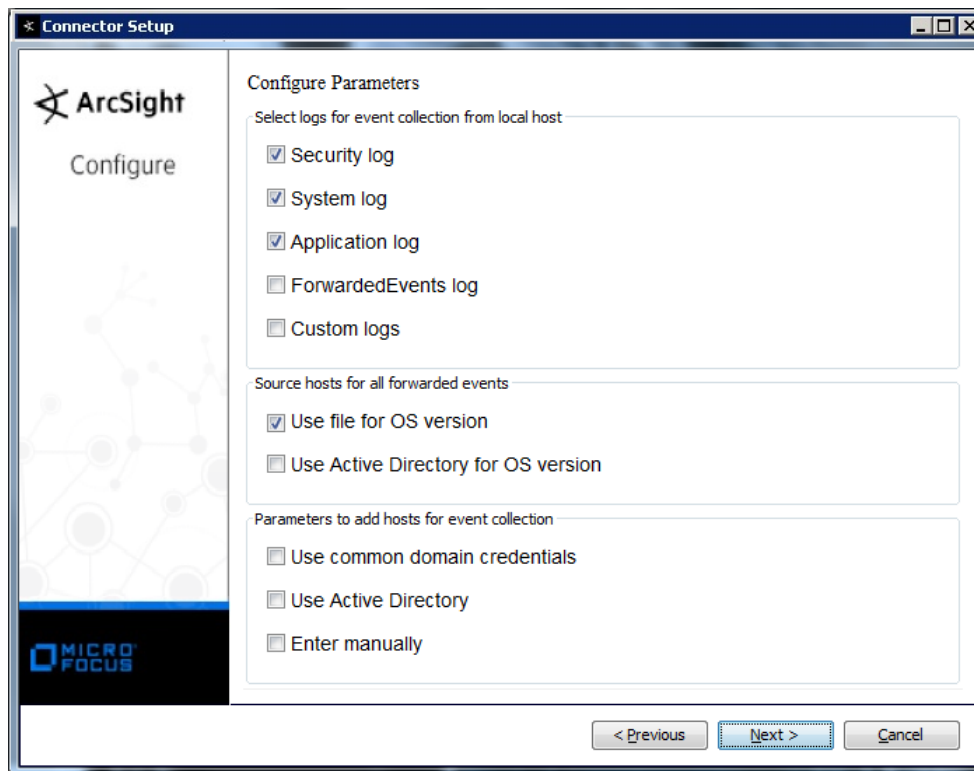 Connector Setup
ArcSight
Configure
Configure Parameters
Select logs for event collection from local host
Security log
System log
Application log
ForwardedEvents log
Custom logs
Source hosts for all forwarded events
Use file for OS version
Use Active Directory for OS version
Parameters to add hosts for event collection
Use common domain credentials
Use Active Directory
Enter manually
MICRO
FOCUS
< Previous
Next >
Cancel